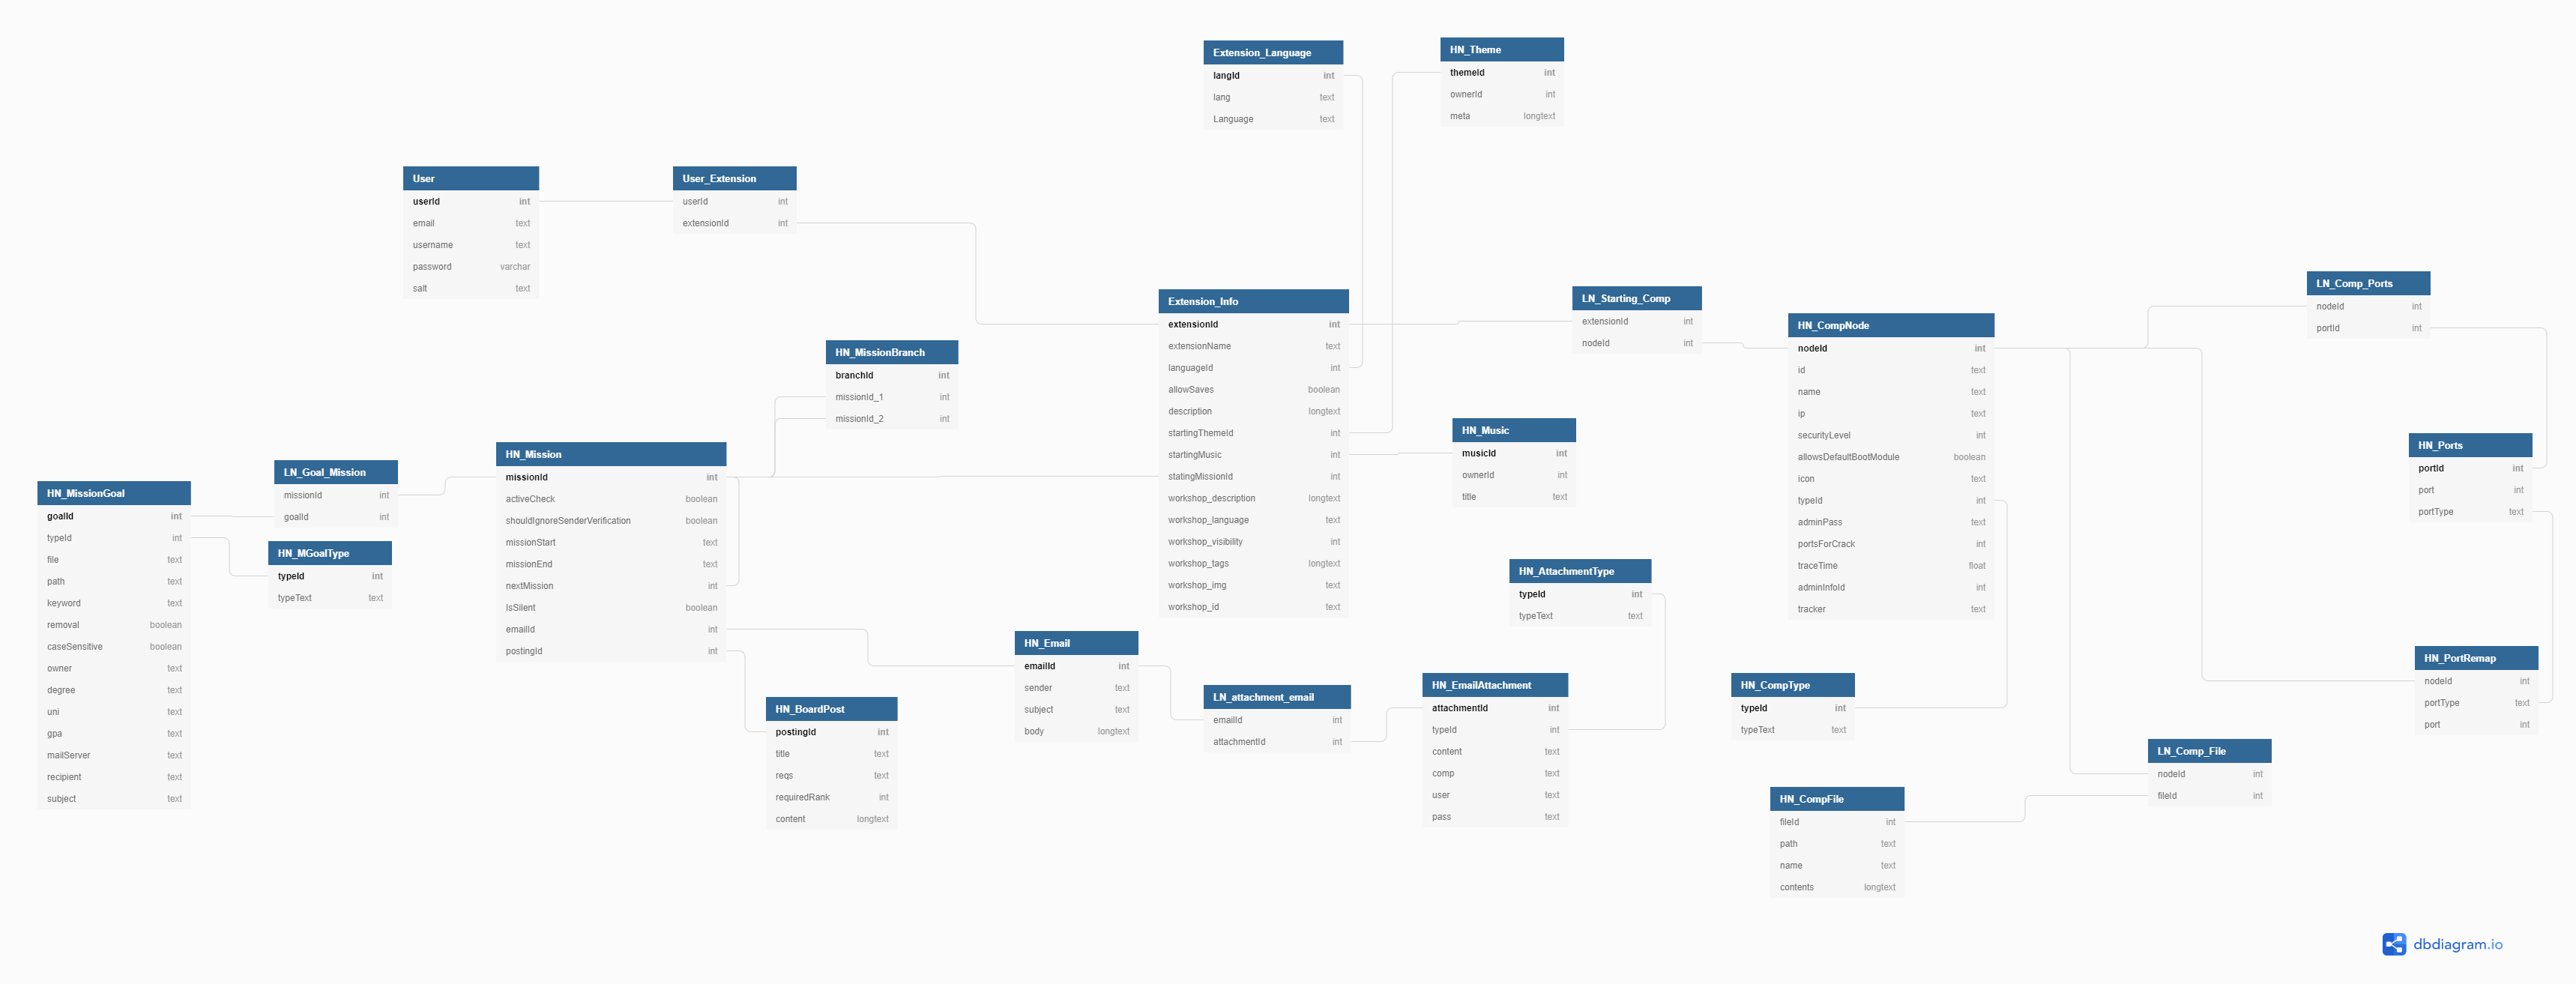 Extension_Language
langId int
lang text
Language text
HN_Theme
themeId int
ownerId int
meta longtext
User
userId int
email text
username text
password varchar
salt text
User_Extension
userId int
extensionId int
Extension_Info
extensionId int
extensionName text
languageId int
allowSaves boolean
description longtext
startingThemeId int
startingMusic int
statingMissionId int
workshop_description longtext
workshop_language text
workshop_visibility int
workshop_tags longtext
workshop_img text
workshop_id text
LN_Starting_Comp
extensionId int
nodeId int
HN_CompNode
nodeId int
id text
name text
ip text
securityLevel int
allowsDefaultBootModule boolean
icon text
typeId int
adminPass text
portsForCrack int
traceTime float
adminInfoId int
tracker text
LN_Comp_Ports
nodeId int
portId int
HN_MissionBranch
branchId int
missionId_1 int
missionId_2 int
HN_Music
musicId int
ownerId int
title text
HN_Ports
portId int
port int
portType text
HN_Mission
missionId int
activeCheck boolean
shouldIgnoreSenderVerification boolean
missionStart text
missionEnd text
nextMission int
IsSilent boolean
emailId int
postingId int
LN_Goal_Mission
missionId int
goalId int
HN_MissionGoal
goalId int
typeId int
file text
path text
keyword text
removal boolean
caseSensitive boolean
owner text
degree text
uni text
gpa text
mailServer text
recipient text
subject text
HN_MGoalType
typeId int
typeText text
HN_AttachmentType
typeId int
typeText text
HN_Email
emailId int
sender text
subject text
body longtext
HN_PortRemap
nodeId int
portType text
port int
HN_BoardPost
postingId int
title text
reqs text
requiredRank int
content longtext
LN_attachment_email
emailId int
attachmentId int
HN_EmailAttachment
attachmentId int
typeId int
content text
comp text
user text
pass text
HN_CompType
typeId int
typeText text
LN_Comp_File
nodeId int
fileId int
HN_CompFile
fileId int
path text
name text
contents longtext
dbdiagram.io